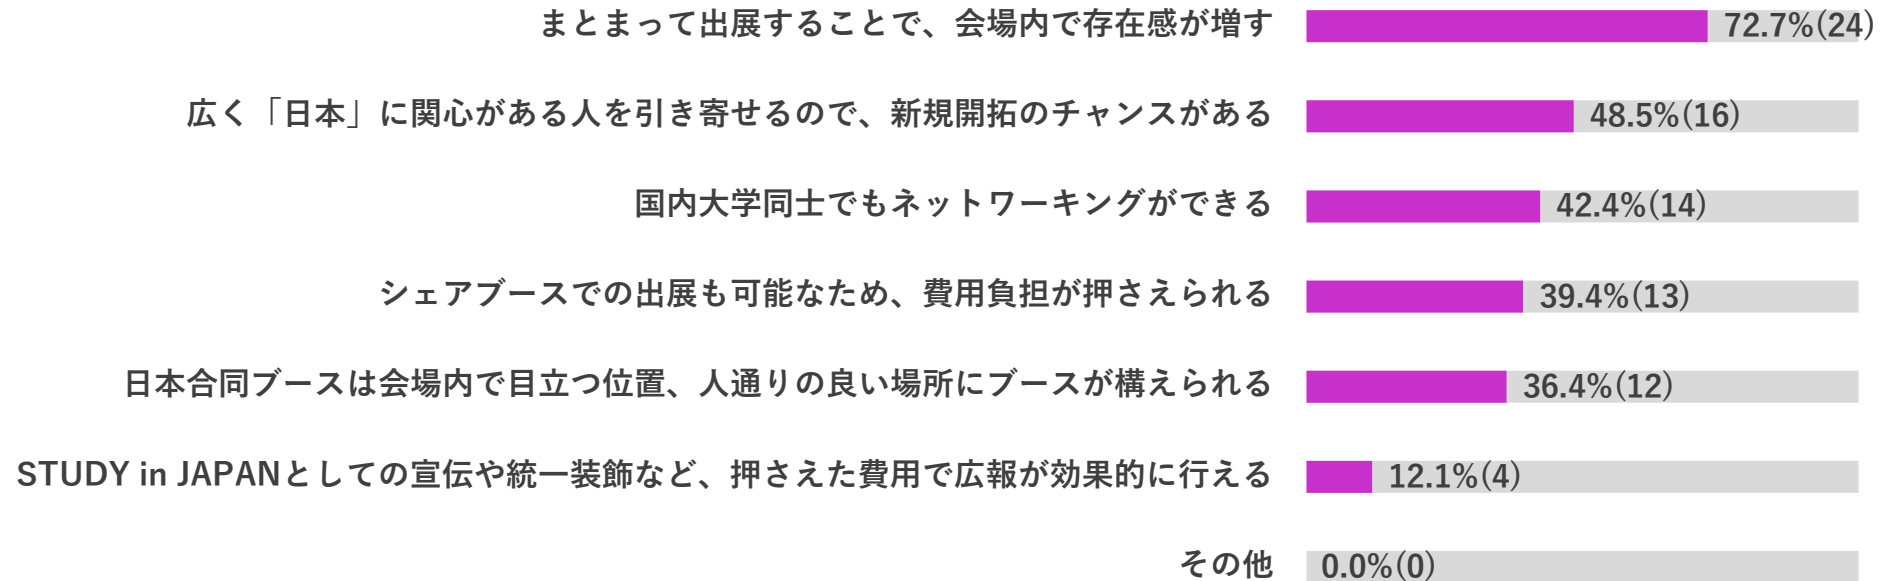 まとまって出展することで、会場内で存在感が増す 72.7%(24)
広く「日本」に関心がある人を引き寄せるので、新規開拓のチャンスがある 48.5%(16)
国内大学同士でもネットワーキングができる 42.4%(14)
シェアブースでの出展も可能なため、費用負担が押さえられる 39.4%(13)
日本合同ブースは会場内で目立つ位置、人通りの良い場所にブースが構えられる 36.4%(12)
STUDY in JAPANとしての宣伝や統一装飾など、押さえた費用で広報が効果的に行える 12.1%(4)
その他 0.0%(0)